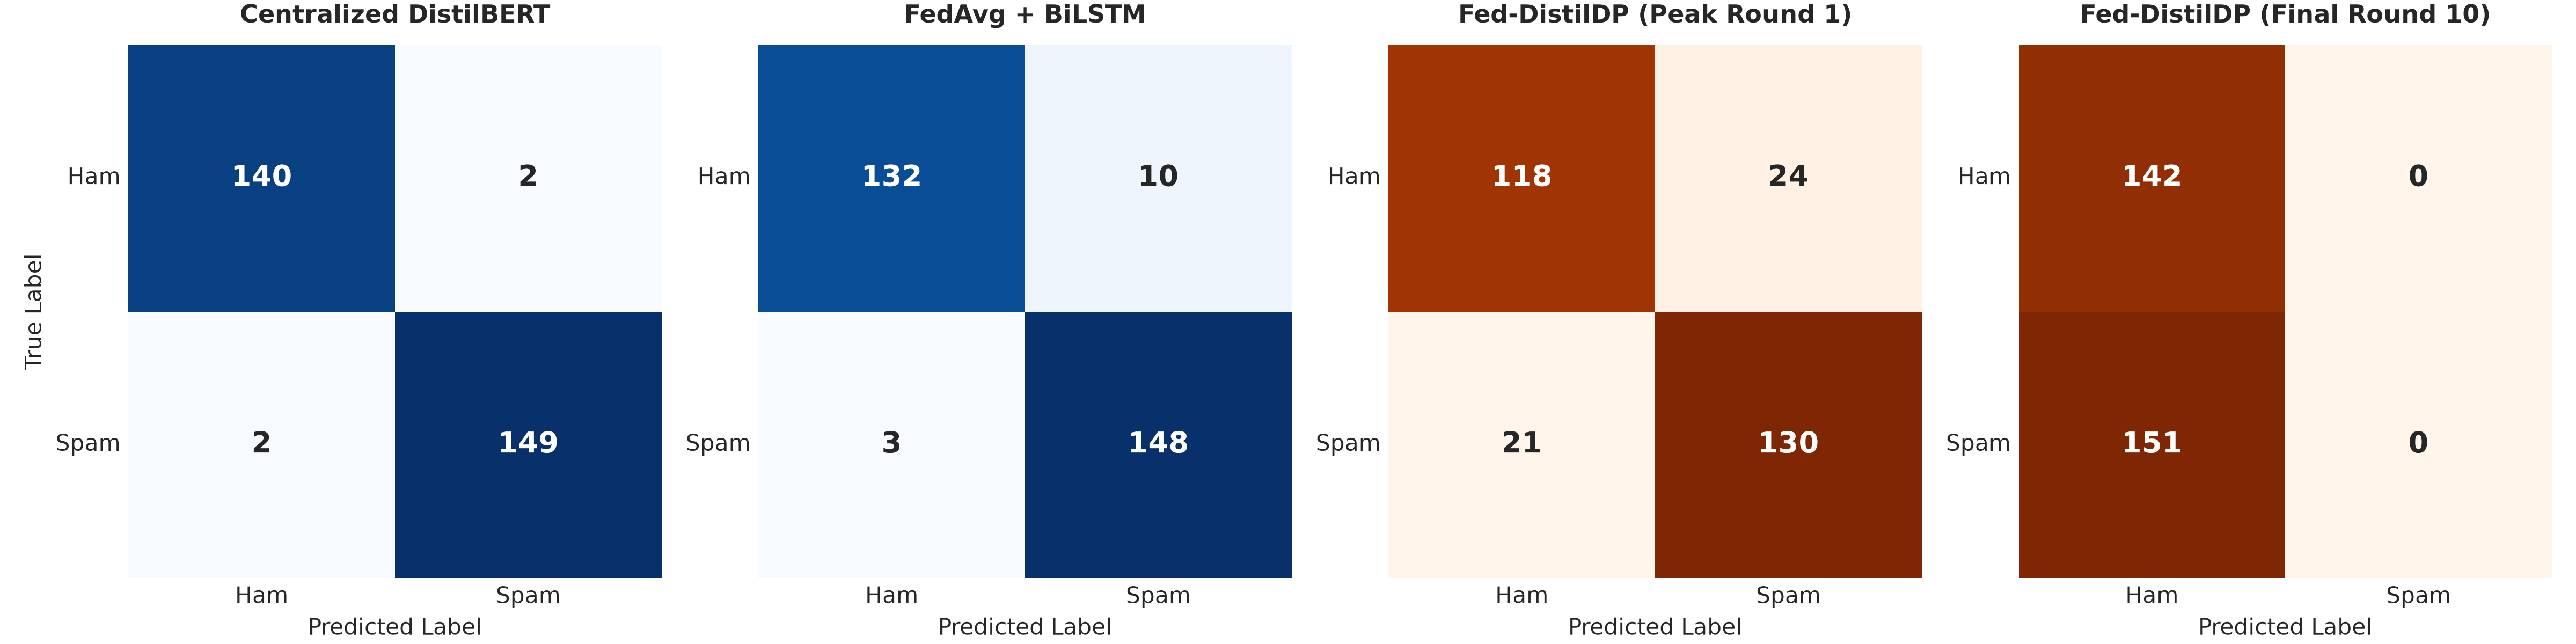 Centralized DistilBERT
True Label
Ham
140
2
Spam
2
149
Ham
Spam
Predicted Label
FedAvg + BiLSTM
Ham
132
10
Spam
3
148
Ham
Spam
Predicted Label
Fed-DistilDP (Peak Round 1)
Ham
118
24
Spam
21
130
Ham
Spam
Predicted Label
Fed-DistilDP (Final Round 10)
Ham
142
0
Spam
151
0
Ham
Spam
Predicted Label